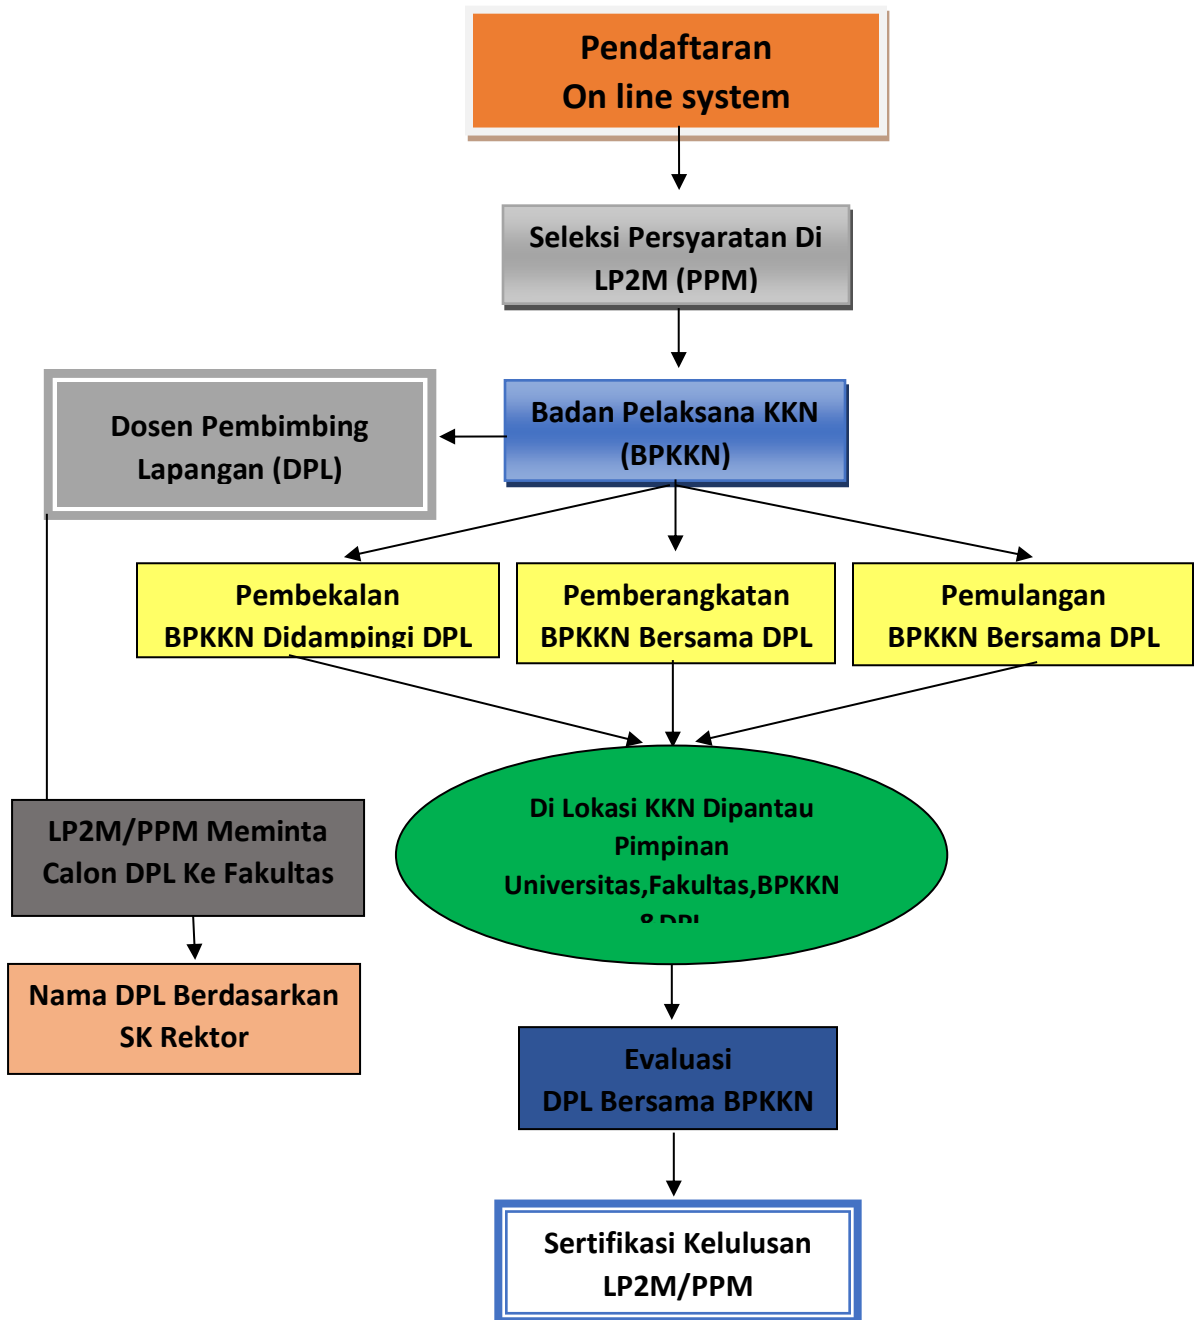 Pendaftaran
On line system
Seleksi Persyaratan Di
LP2M (PPM)
Badan Pelaksana KKN
(BPKKN)
Dosen Pembimbing
Lapangan (DPL)
Pembekalan
BPKKN Didampingi DPL
Pemberangkatan
BPKKN Bersama DPL
Pemulangan
BPKKN Bersama DPL
Di Lokasi KKN Dipantau
Pimpinan
Universitas,Fakultas,BPKKN
&DPL
LP2M/PPM Meminta
Calon DPL Ke Fakultas
Nama DPL Berdasarkan
SK Rektor
Evaluasi
DPL Bersama BPKKN
Sertifikasi Kelulusan
LP2M/PPM